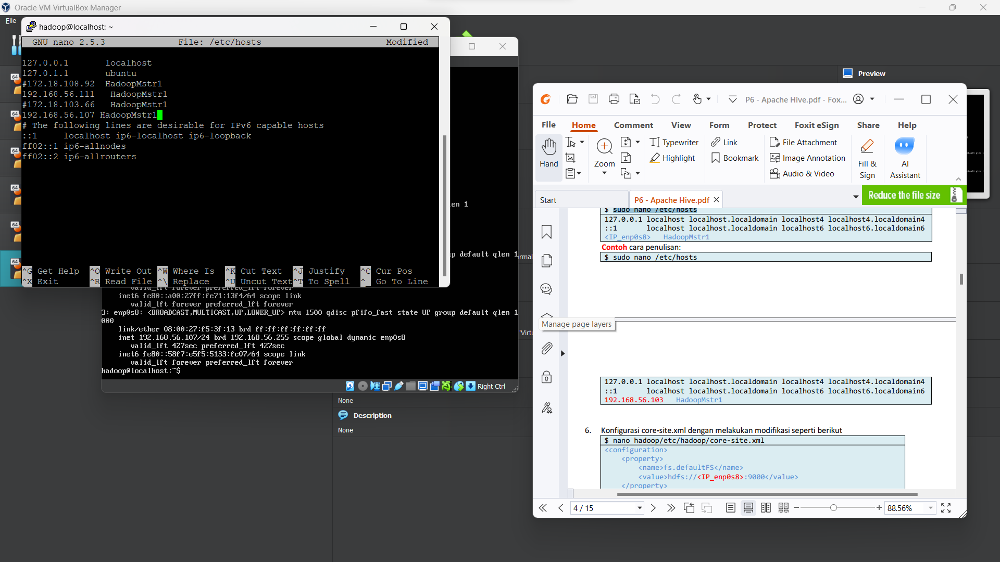 Oracle VM VirtualBox Manager
File
hadoop@localhost: ~
GNU nano 2.5.3 File: /etc/hosts Modified
127.0.0.1 localhost
127.0.1.1 ubuntu
#172.18.108.92 HadoopMstr1
192.168.56.111 HadoopMstr1
#172.18.103.66 HadoopMstr1
192.168.56.107 HadoopMstr1
# The following lines are desirable for IPv6 capable hosts
::1 localhost ip6-localhost ip6-loopback
ff02::1 ip6-allnodes
ff02::2 ip6-allrouters
^G Get Help ^O Write Out ^W Where Is ^K Cut Text ^J Justify ^C Cur Pos
^X Exit ^R Read File ^\ Replace ^U Uncut Text ^T To Spell ^_ Go To Line
64
64
64
64
64
64
len 1
up default qlen 1
valid_lft forever preferred_lft forever
inet6 fe80::a00:27ff:fe71:13f4/64 scope link
valid_lft forever preferred_lft forever
3: enp0s8: <BROADCAST,MULTICAST,UP,LOWER_UP> mtu 1500 qdisc pfifo_fast state UP group default qlen 1
000
link/ether 08:00:27:f5:3f:13 brd ff:ff:ff:ff:ff:ff
inet 192.168.56.107/24 brd 192.168.56.255 scope global dynamic enp0s8
valid_lft 427sec preferred_lft 427sec
inet6 fe80::58f7:e5f5:5133:fc07/64 scope link
valid_lft forever preferred_lft forever
hadoop@localhost:~$
Right Ctrl
None
Description
None
Preview
P6 - Apache Hive.pdf - Fox...
File Home Comment View Form Protect Foxit eSign Share Help
Hand
Zoom
Typewriter
Highlight
Link
Bookmark
File Attachment
Image Annotation
Audio & Video
Fill & Sign
AI Assistant
Start
P6 - Apache Hive.pdf
Reduce the file size
$ sudo nano /etc/hosts
127.0.0.1 localhost localhost.localdomain localhost4 localhost4.localdomain4
::1 localhost localhost.localdomain localhost6 localhost6.localdomain6
<IP_enp0s8> HadoopMstr1
Contoh cara penulisan:
$ sudo nano /etc/hosts
Manage page layers
127.0.0.1 localhost localhost.localdomain localhost4 localhost4.localdomain4
::1 localhost localhost.localdomain localhost6 localhost6.localdomain6
192.168.56.103 HadoopMstr1
6. Konfigurasi core-site.xml dengan melakukan modifikasi seperti berikut
$ nano hadoop/etc/hadoop/core-site.xml
<configuration>
<property>
<name>fs.defaultFS</name>
<value>hdfs://<IP_enp0s8>:9000</value>
</property>
4 / 15
88.56%